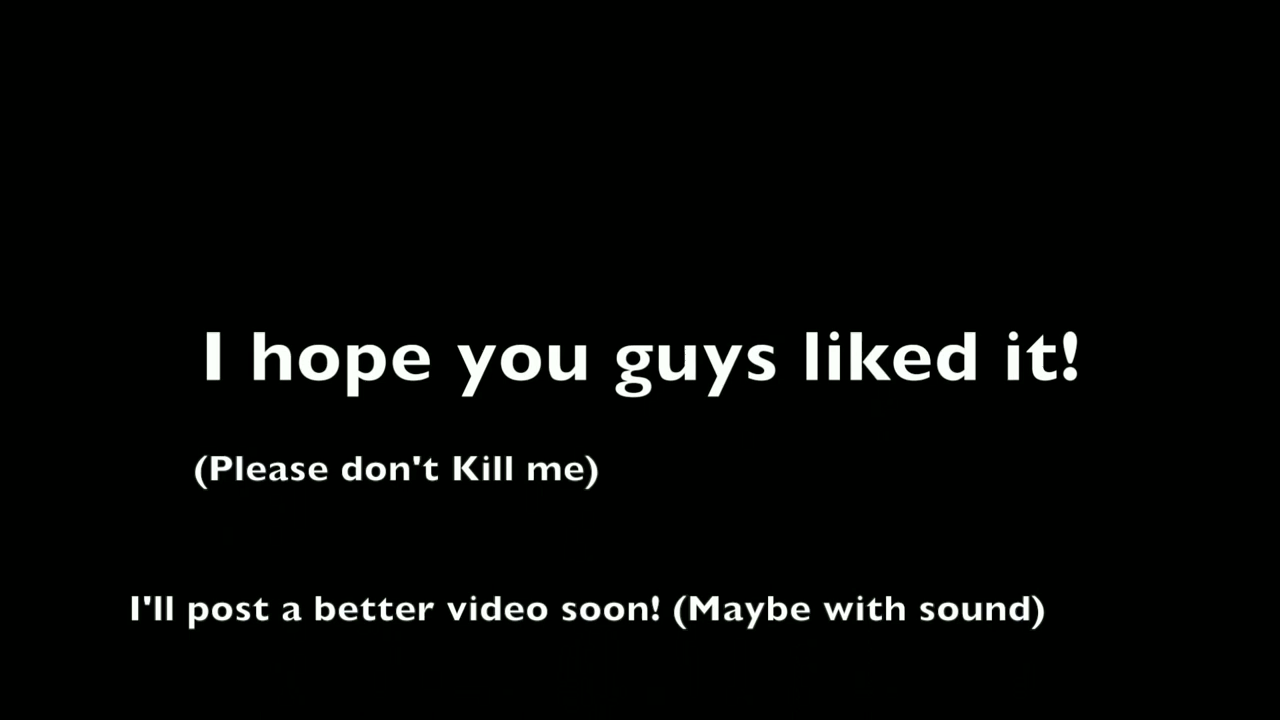 I hope you guys liked it!
(Please don't Kill me)
I'll post a better video soon! (Maybe with sound)